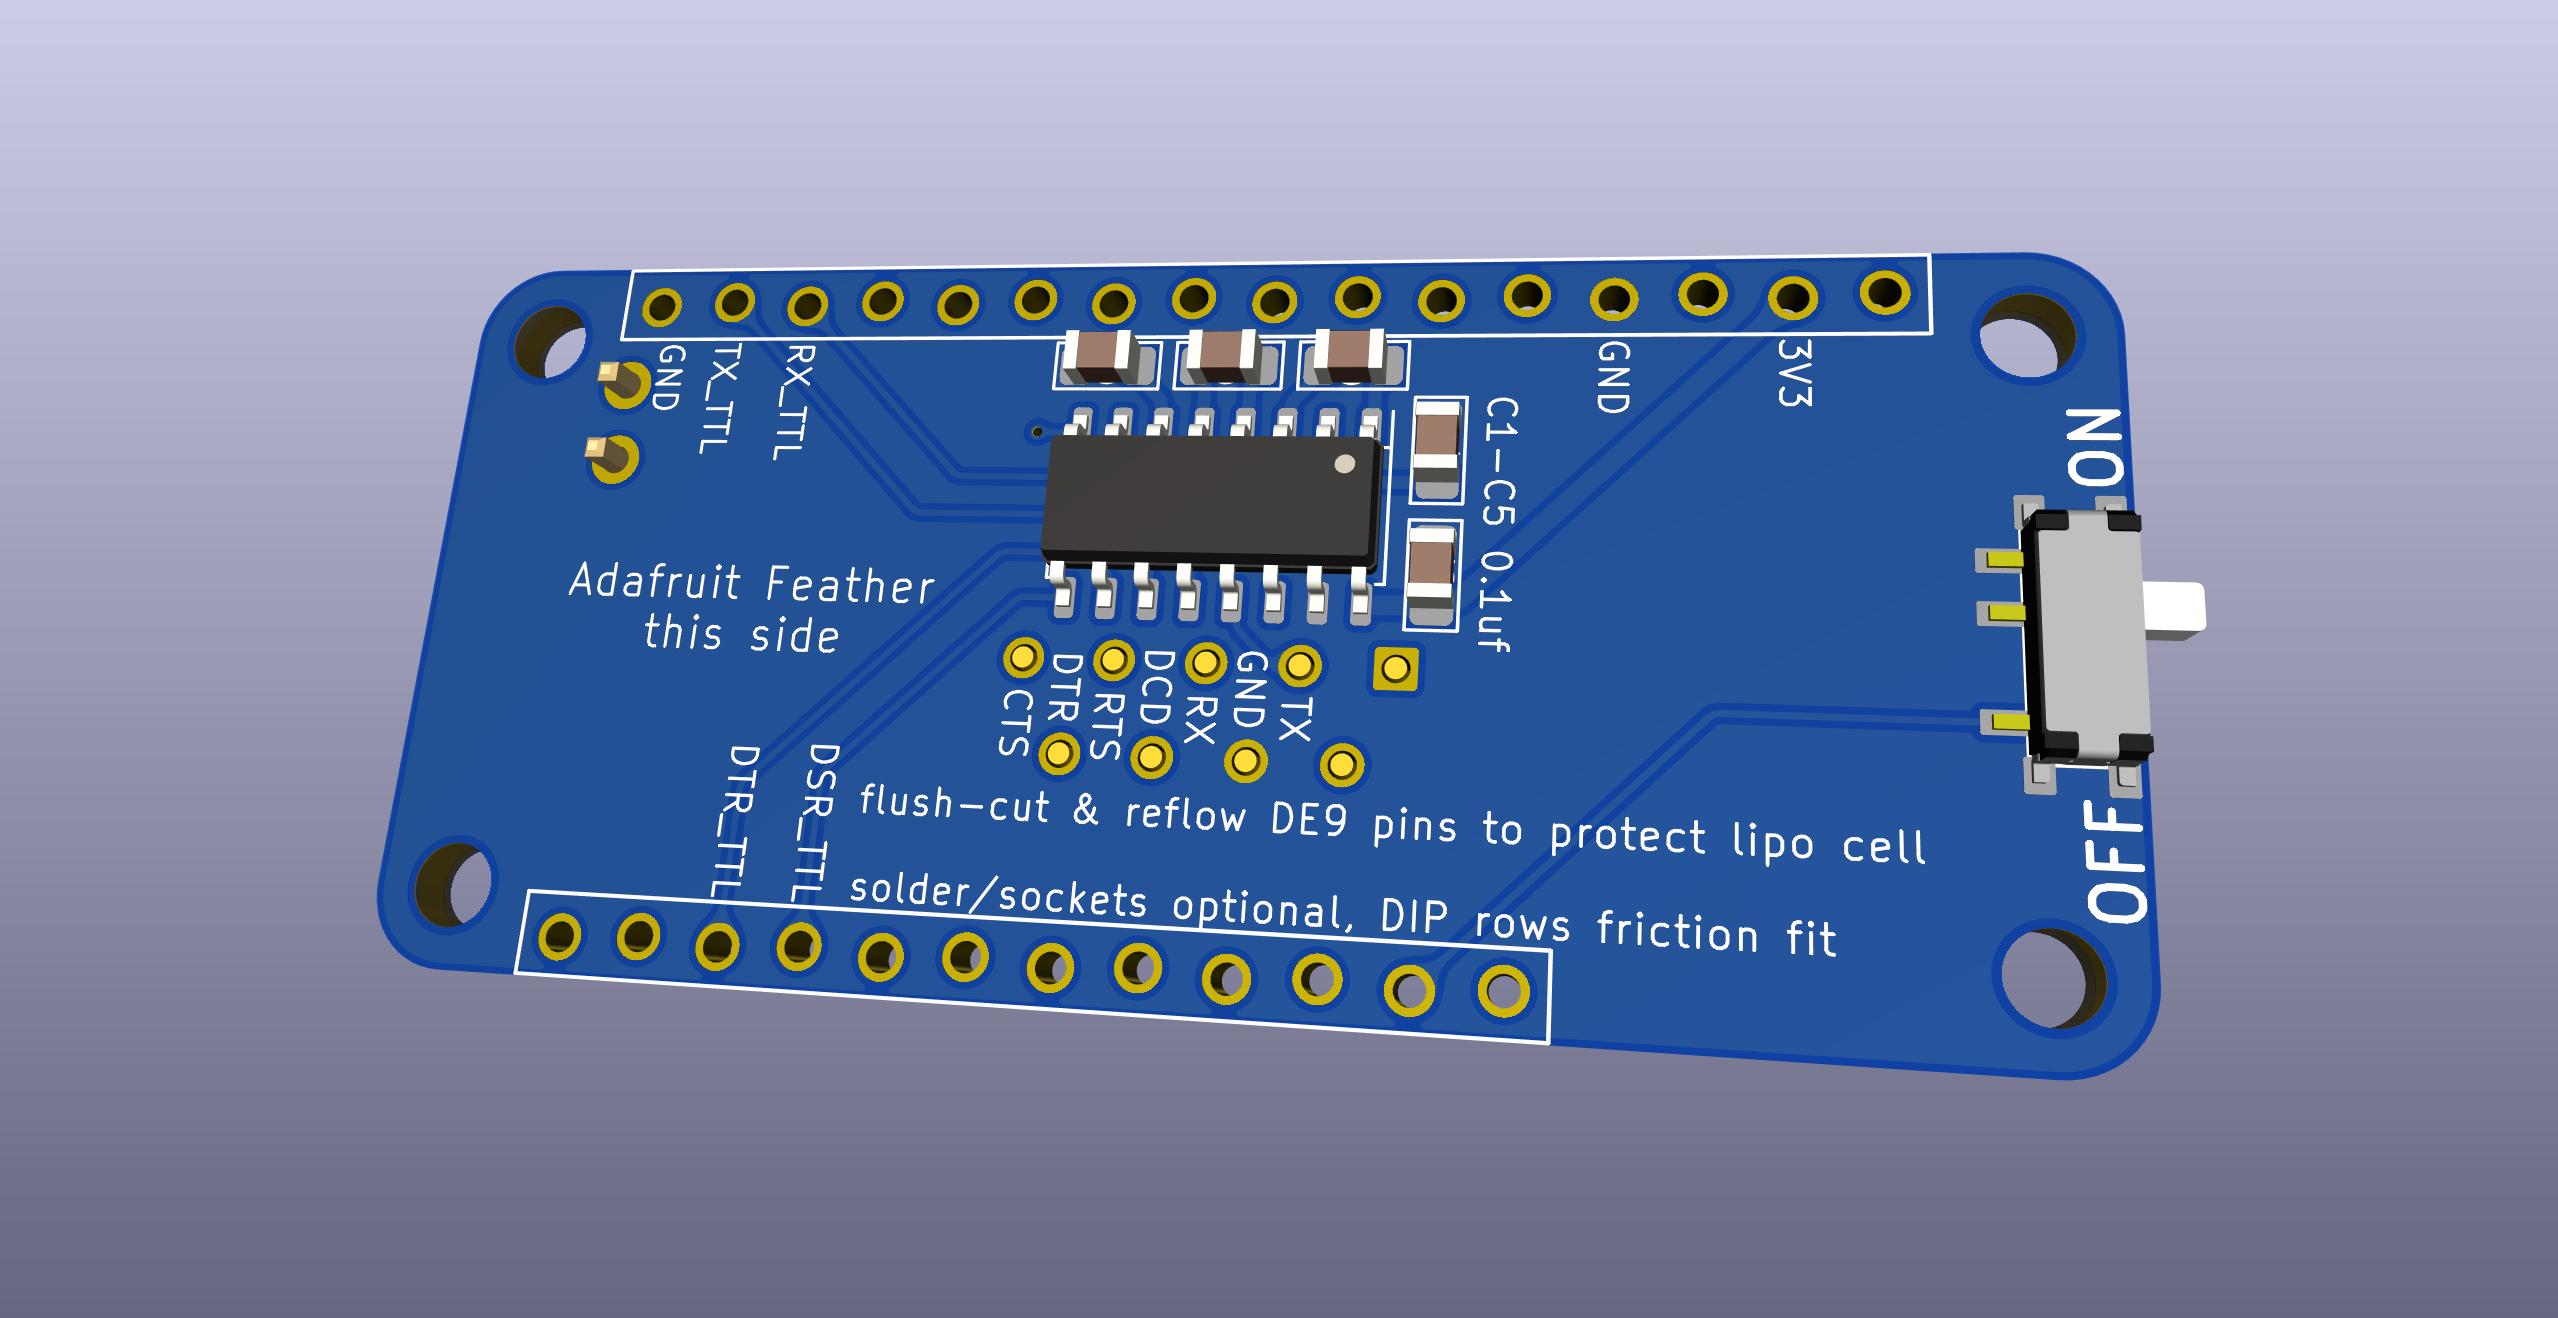 GND
TX_TTL
RX_TTL
GND
3V3
C1-C5 0.1uf
ON
Adafruit Feather
this side
CTS
DTR
RTS
DCD
RX
GND
TX
DTR_TTL
DSR_TTL
flush-cut & reflow DE9 pins to protect lipo cell
solder/sockets optional, DIP rows friction fit
OFF